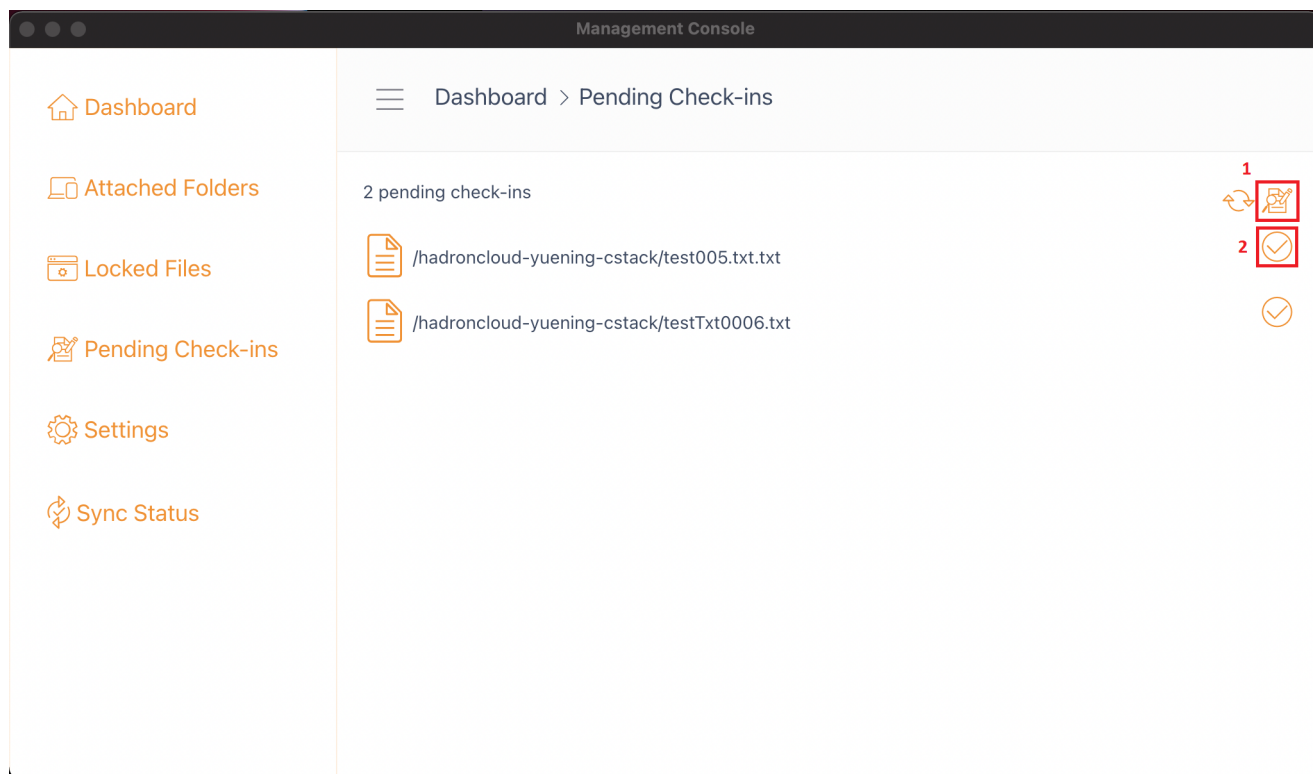 Management Console
Dashboard
Attached Folders
Locked Files
Pending Check-ins
Settings
Sync Status
Dashboard > Pending Check-ins
2 pending check-ins
1
/hadroncloud-yuening-cstack/test005.txt.txt
2
/hadroncloud-yuening-cstack/testTxt0006.txt